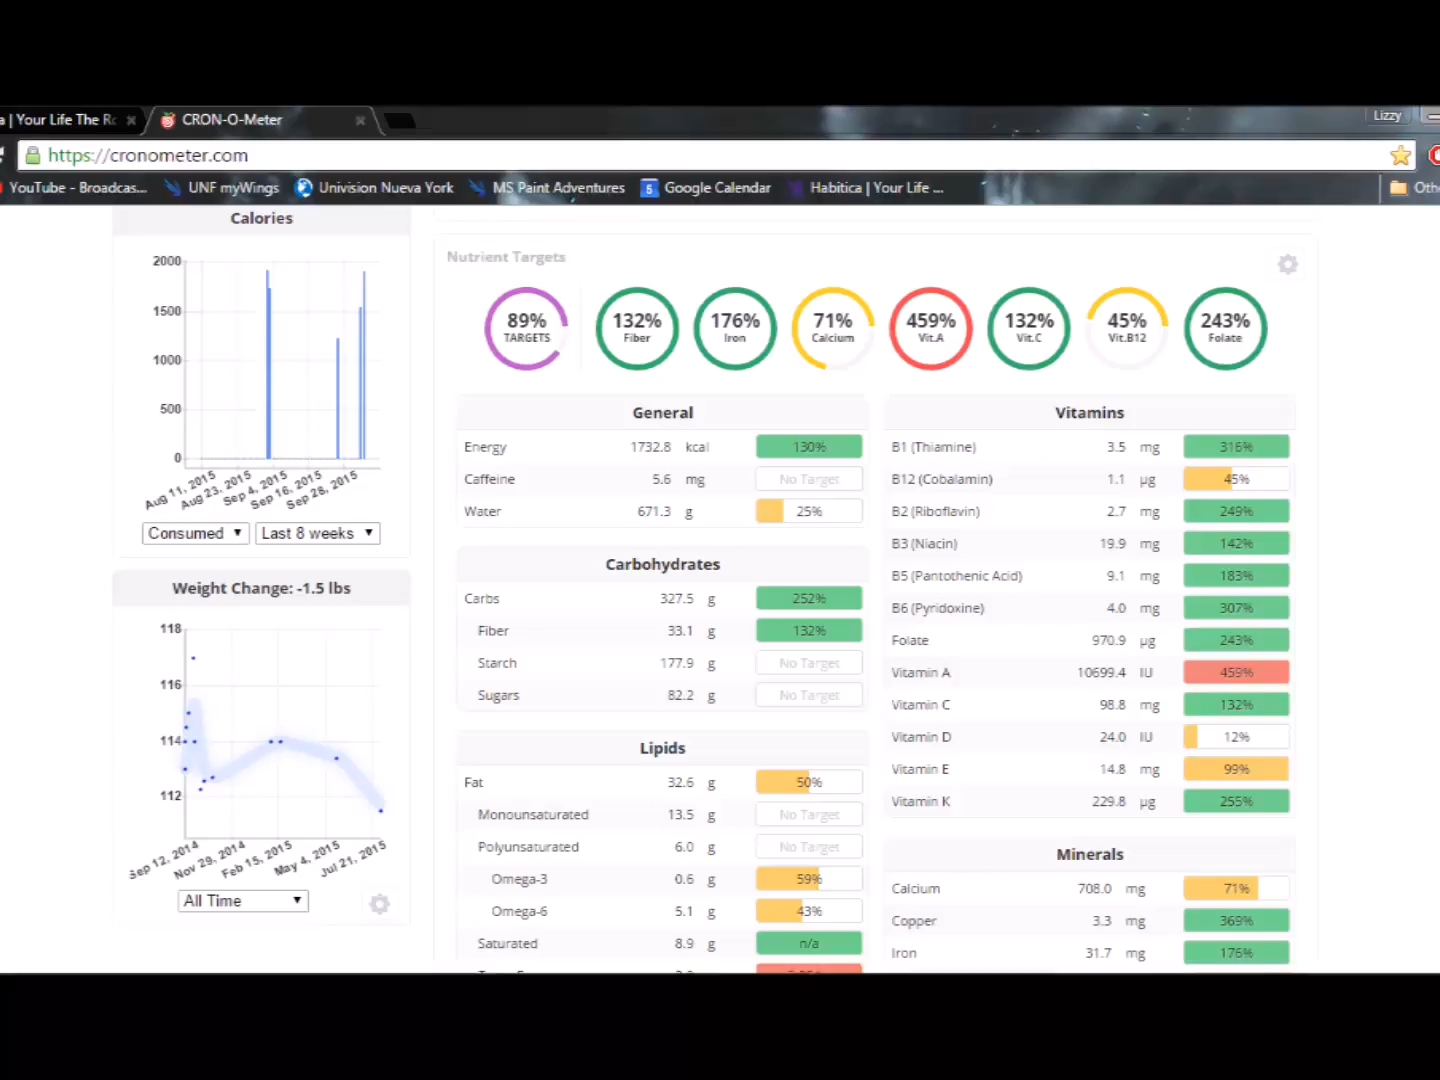 a | Your Life The Ro
CRON-O-Meter
Lizzy
https://cronometer.com
YouTube - Broadcas...
UNF myWings
Univision Nueva York
MS Paint Adventures
5
Google Calendar
Habitica | Your Life ...
Oth
Calories
2000
1500
1000
500
0
Aug 11, 2015
Aug 23, 2015
Sep 4, 2015
Sep 16, 2015
Sep 28, 2015
Consumed
Last 8 weeks
Weight Change: -1.5 lbs
118
116
114
112
Sep 12, 2014
Nov 29, 2014
Feb 15, 2015
May 4, 2015
Jul 21, 2015
All Time
Nutrient Targets
89% TARGETS
132% Fiber
176% Iron
71% Calcium
459% Vit.A
132% Vit.C
45% Vit.B12
243% Folate
General
Energy 1732.8 kcal 130%
Caffeine 5.6 mg No Target
Water 671.3 g 25%
Carbohydrates
Carbs 327.5 g 252%
Fiber 33.1 g 132%
Starch 177.9 g No Target
Sugars 82.2 g No Target
Lipids
Fat 32.6 g 50%
Monounsaturated 13.5 g No Target
Polyunsaturated 6.0 g No Target
Omega-3 0.6 g 59%
Omega-6 5.1 g 43%
Saturated 8.9 g n/a
Vitamins
B1 (Thiamine) 3.5 mg 316%
B12 (Cobalamin) 1.1 µg 45%
B2 (Riboflavin) 2.7 mg 249%
B3 (Niacin) 19.9 mg 142%
B5 (Pantothenic Acid) 9.1 mg 183%
B6 (Pyridoxine) 4.0 mg 307%
Folate 970.9 µg 243%
Vitamin A 10699.4 IU 459%
Vitamin C 98.8 mg 132%
Vitamin D 24.0 IU 12%
Vitamin E 14.8 mg 99%
Vitamin K 229.8 µg 255%
Minerals
Calcium 708.0 mg 71%
Copper 3.3 mg 369%
Iron 31.7 mg 176%